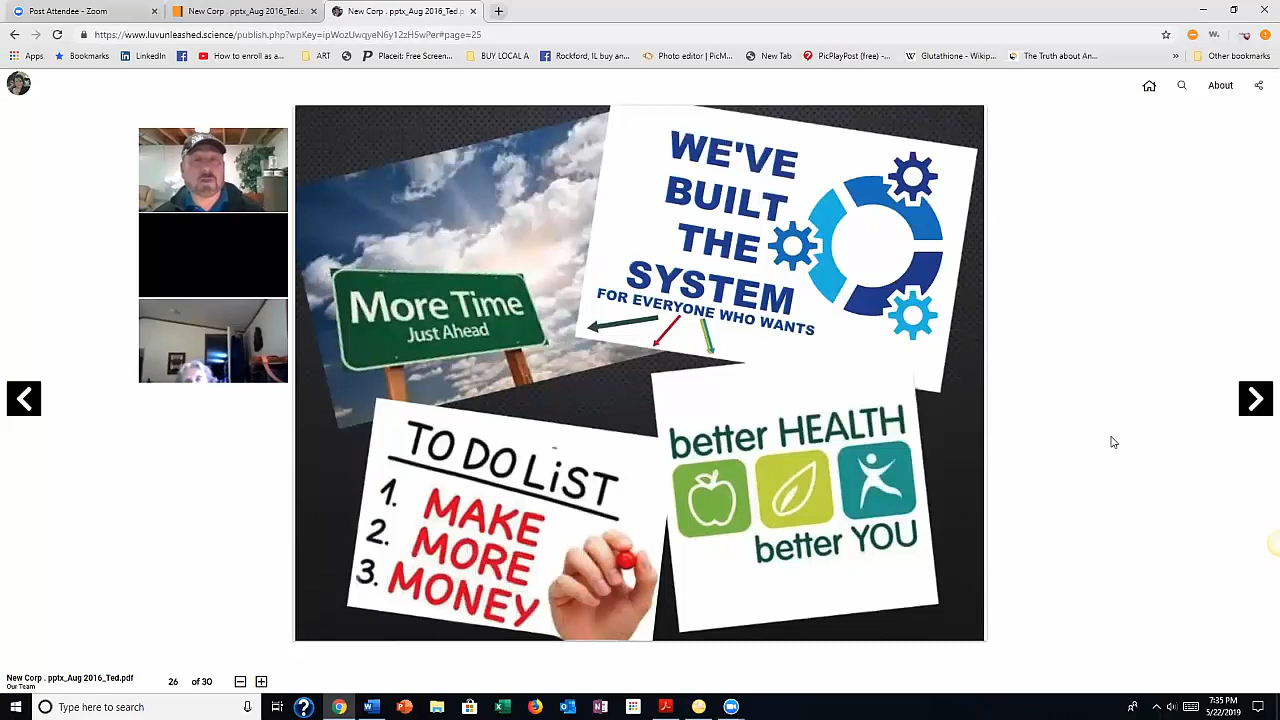 Post Attendee - Zoom
New Corp . pptx_Aug 2016_Ted.pd
New Corp . pptx_Aug 2016_Ted.pd
https://www.luvunleashed.science/publish.php?wpKey=ipWozUwqyeN6y12zH5wPer#page=25
Apps
Bookmarks
LinkedIn
How to enroll as a...
ART
Placeit: Free Screen...
BUY LOCAL A
Rockford, IL buy an...
Photo editor | PicM...
New Tab
PicPlayPost (free) -...
Glutathione - Wikip...
The Truth about An...
Other bookmarks
About
WE'VE
BUILT
THE
SYSTEM
FOR EVERYONE WHO WANTS
More Time
Just Ahead
TO DO LiST
1. MAKE
2. MORE
3. MONEY
better HEALTH
better YOU
New Corp . pptx_Aug 2016_Ted.pdf
Our Team
26 of 30
Type here to search
7:35 PM
5/22/2019